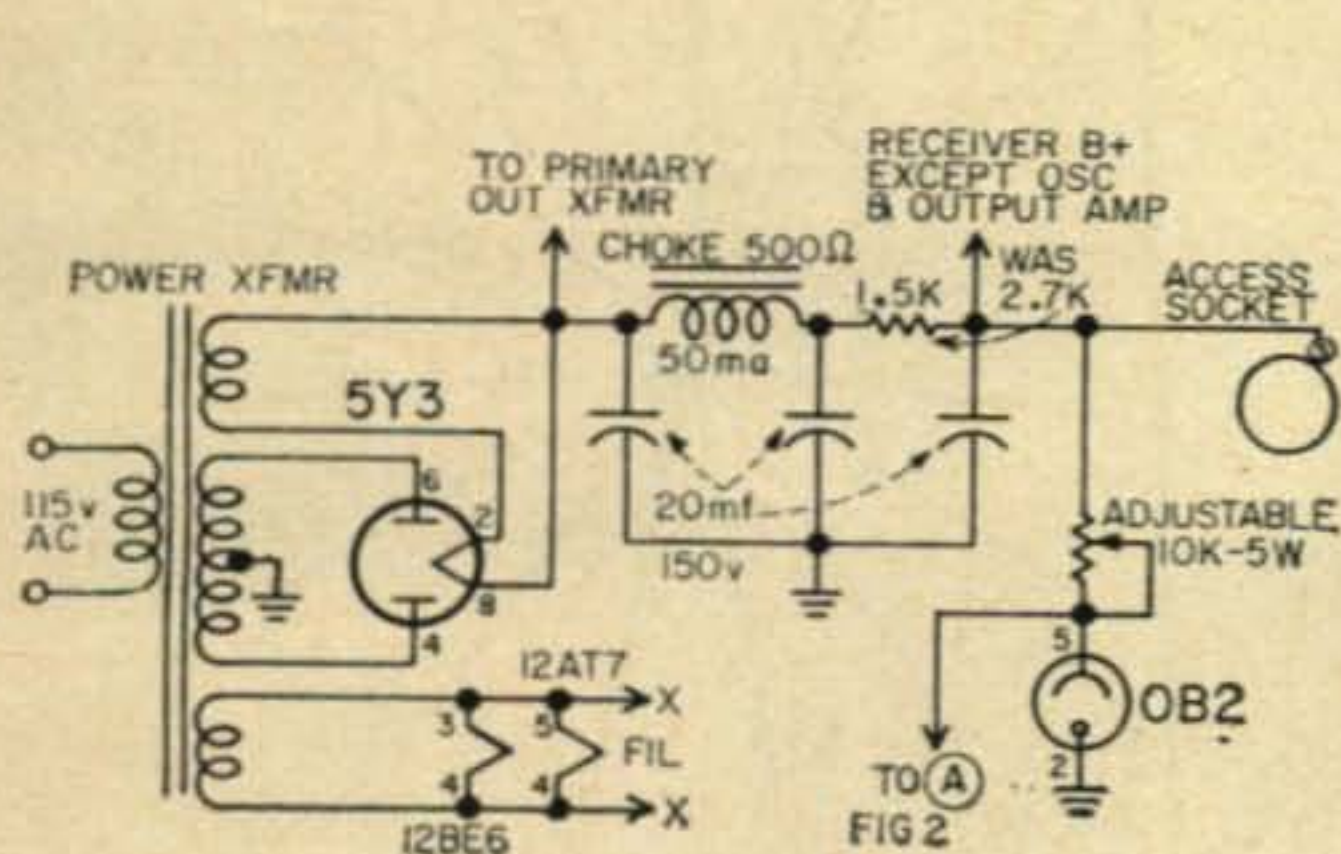 TO PRIMARY
OUT XFMR
RECEIVER B+
EXCEPT OSC
& OUTPUT AMP
POWER XFMR
CHOKE 500Ω
50ma
1.5K
WAS
2.7K
ACCESS
SOCKET
5Y3
6
2
8
4
115v
AC
20mf
150v
ADJUSTABLE
10K-5W
5
OB2
2
TO A
FIG 2
12AT7
X
3
5
FIL
4
4
X
12BE6